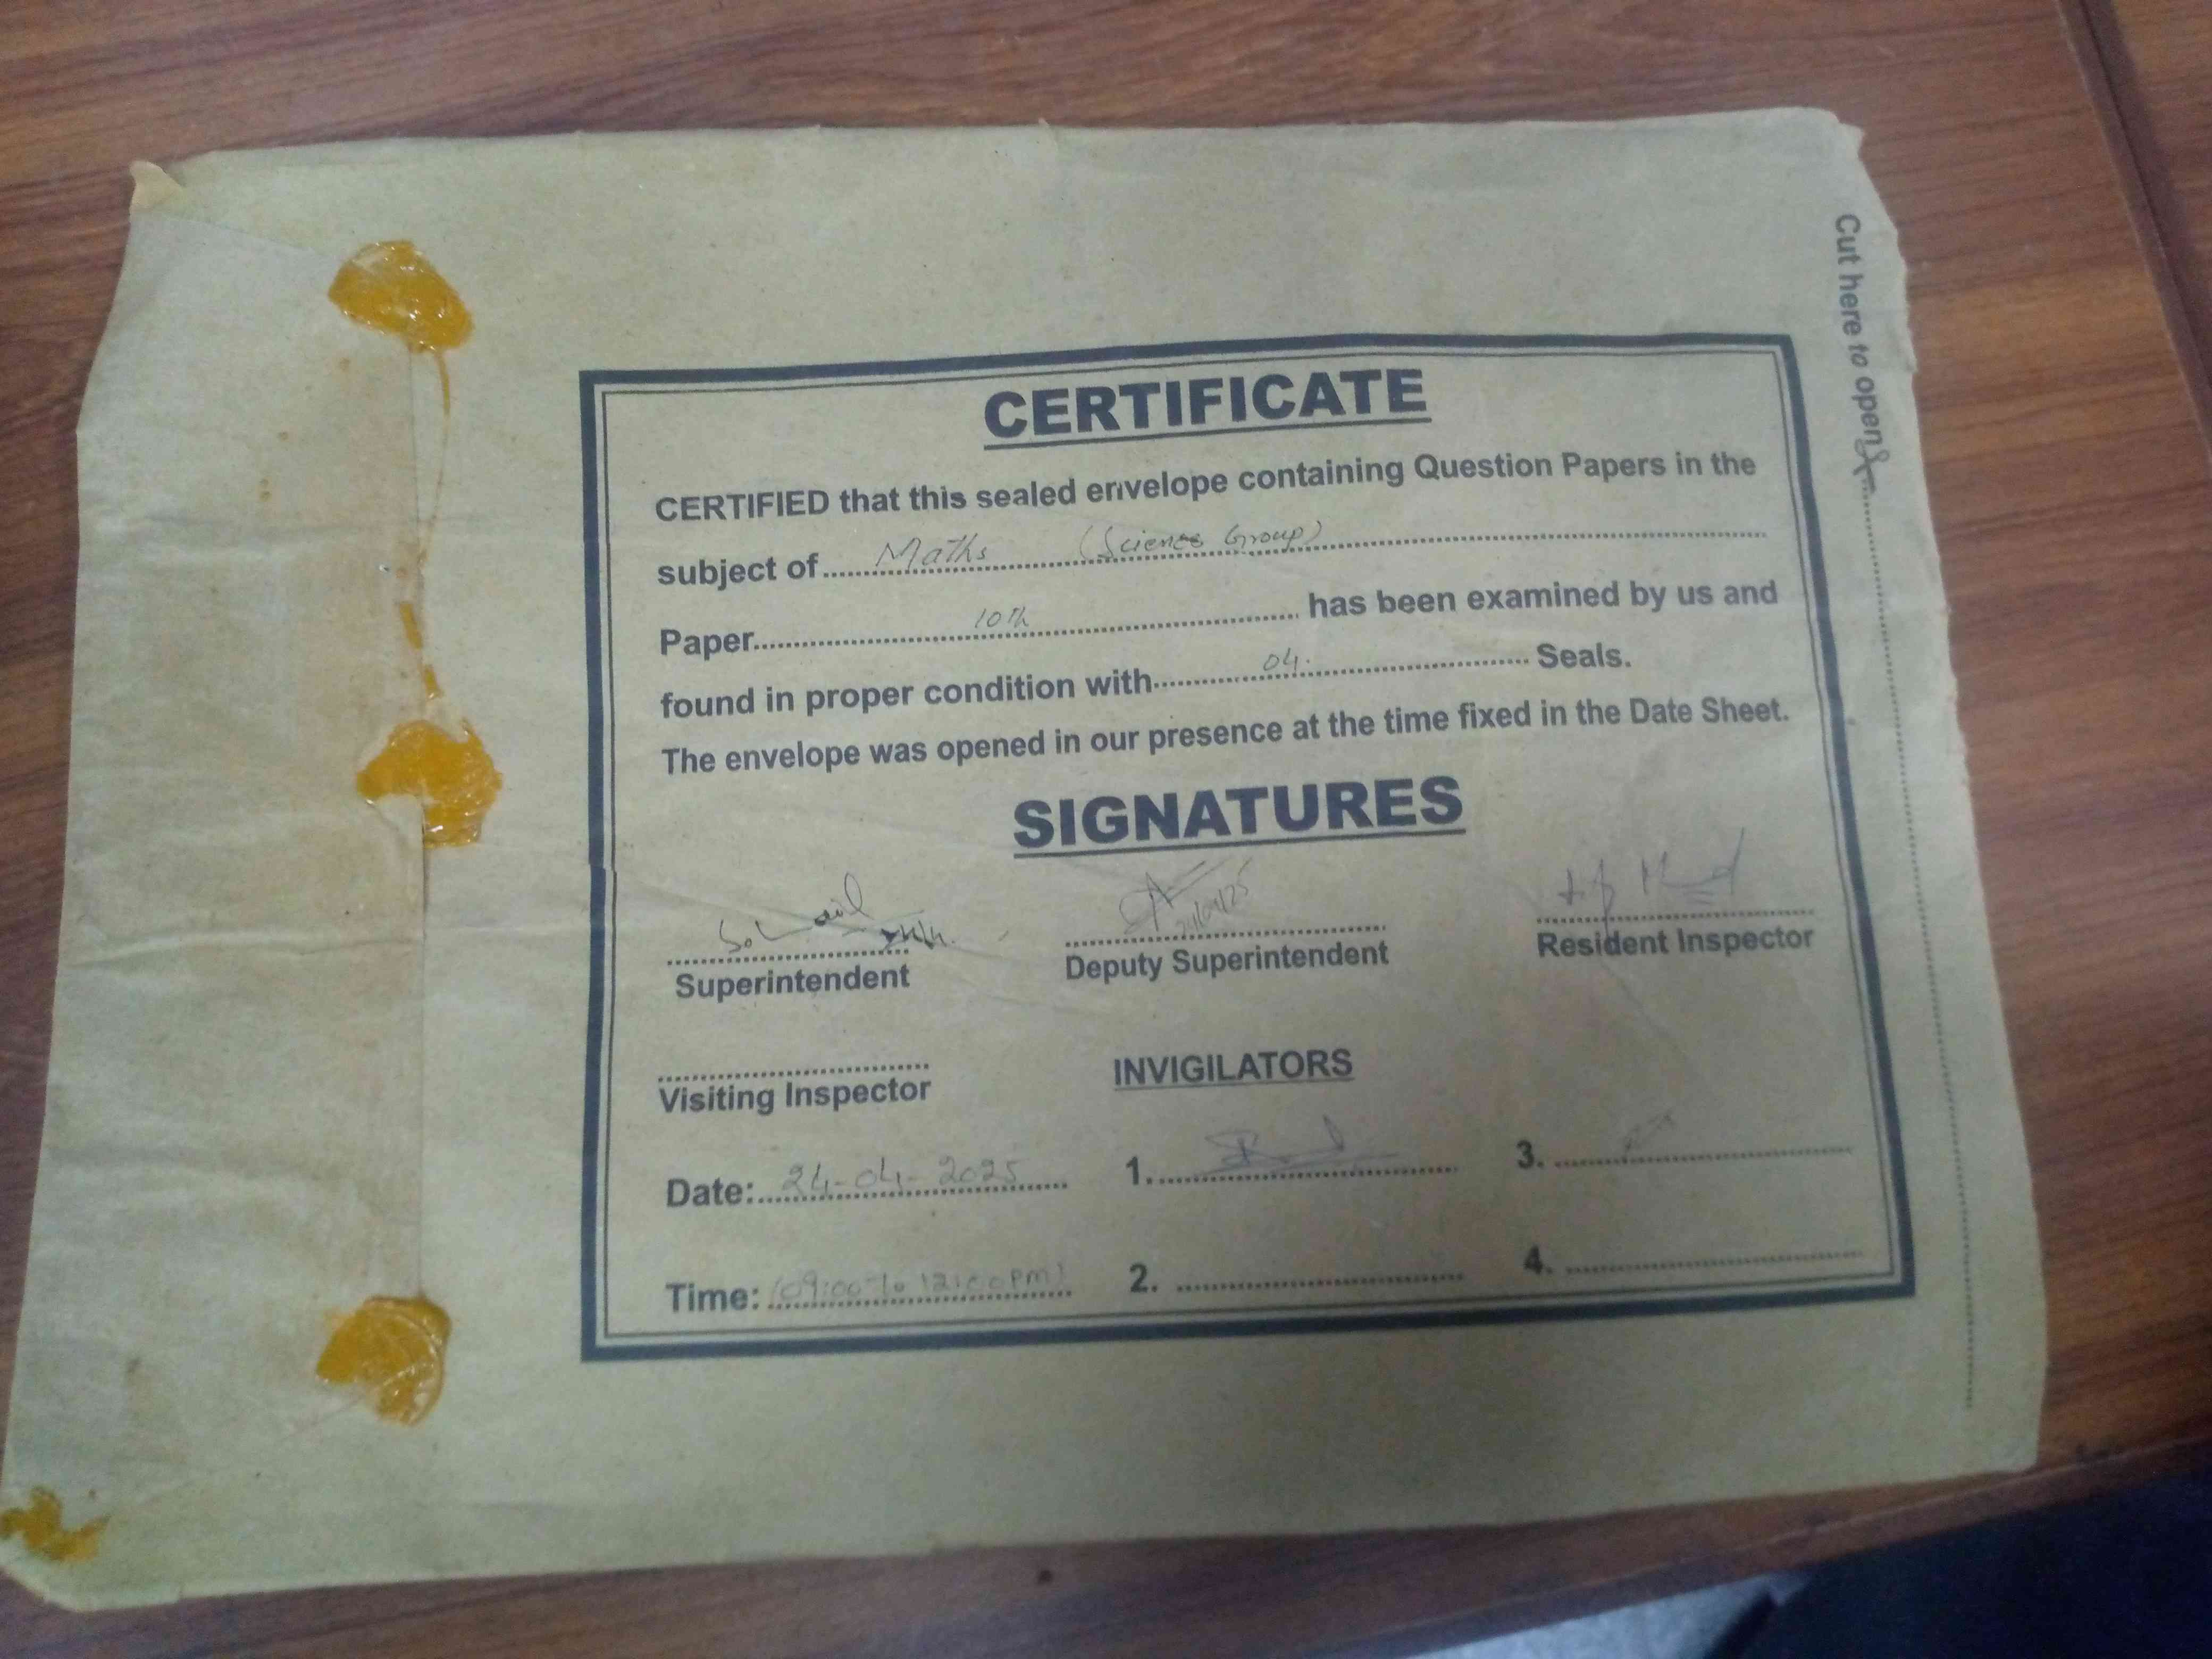 Cut here to open
CERTIFICATE
CERTIFIED that this sealed envelope containing Question Papers in the
subject of Maths (Science Group)
Paper 10th has been examined by us and
found in proper condition with 04 Seals.
The envelope was opened in our presence at the time fixed in the Date Sheet.
SIGNATURES
24/04/25
Superintendent Deputy Superintendent Resident Inspector
Visiting Inspector INVIGILATORS
Date: 24-04-2025 1. 3.
Time: (09:00 to 12:00 PM) 2. 4.